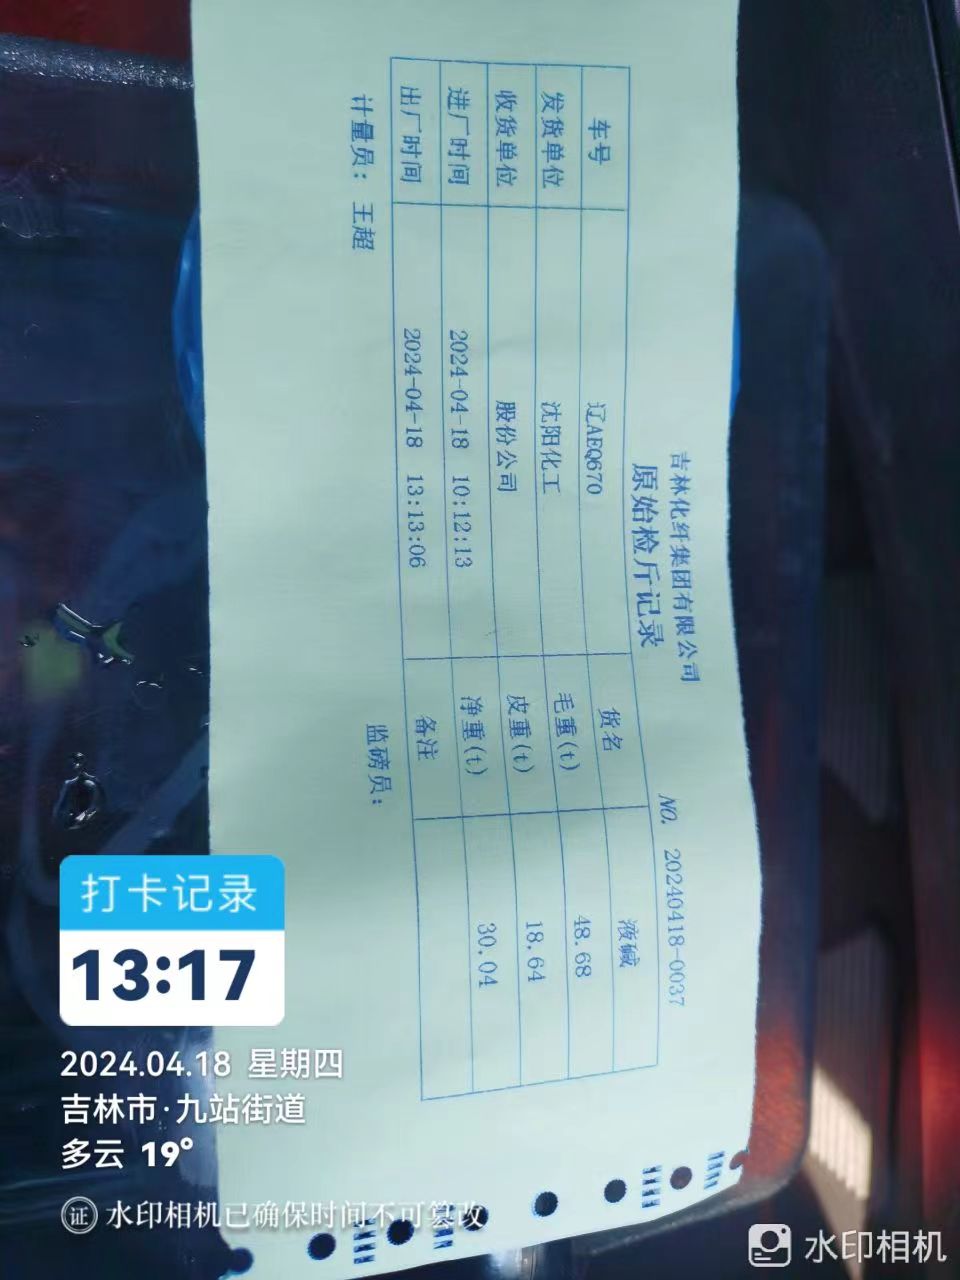 吉林化纤集团有限公司
原始检斤记录
NO. 20240418-0037
车号 辽AEQ670 货名 液碱
发货单位 沈阳化工 毛重(t) 48.68
收货单位 股份公司 皮重(t) 18.64
进厂时间 2024-04-18 10:12:13 净重(t) 30.04
出厂时间 2024-04-18 13:13:06 备注
计量员: 王超 监磅员:
打卡记录
13:17
2024.04.18 星期四
吉林市·九站街道
多云 19°
证 水印相机已确保时间不可篡改
水印相机